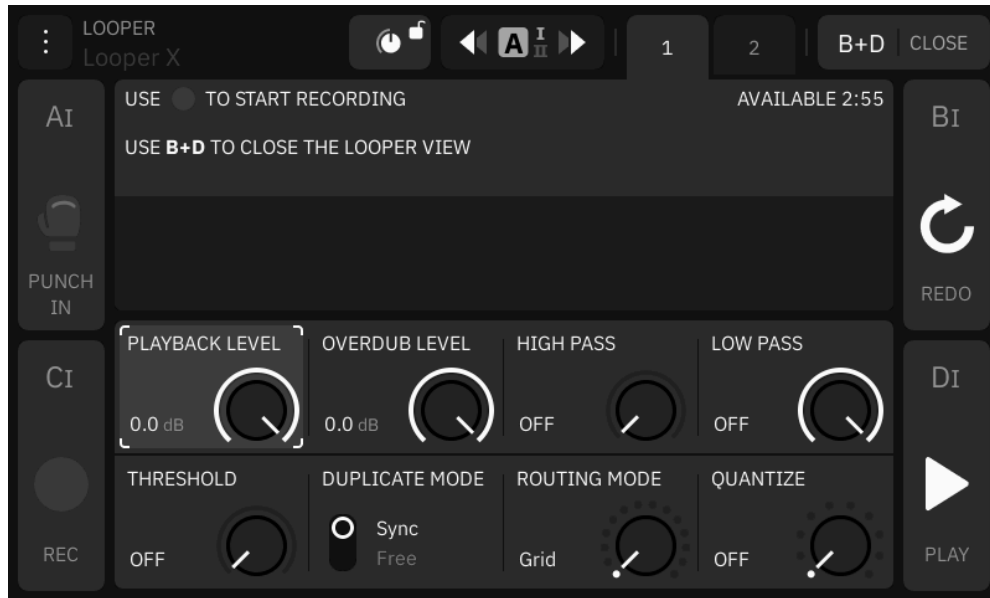 LOOPER
Looper X
A I II
1
2
B+D CLOSE
AI
PUNCH
IN
USE TO START RECORDING
AVAILABLE 2:55
USE B+D TO CLOSE THE LOOPER VIEW
BI
REDO
PLAYBACK LEVEL
0.0 dB
OVERDUB LEVEL
0.0 dB
HIGH PASS
OFF
LOW PASS
OFF
CI
REC
THRESHOLD
OFF
DUPLICATE MODE
Sync
Free
ROUTING MODE
Grid
QUANTIZE
OFF
DI
PLAY